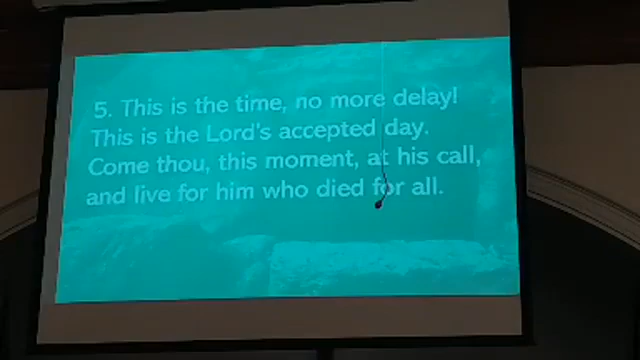 5. This is the time, no more delay!
This is the Lord's accepted day.
Come thou, this moment, at his call,
and live for him who died for all.